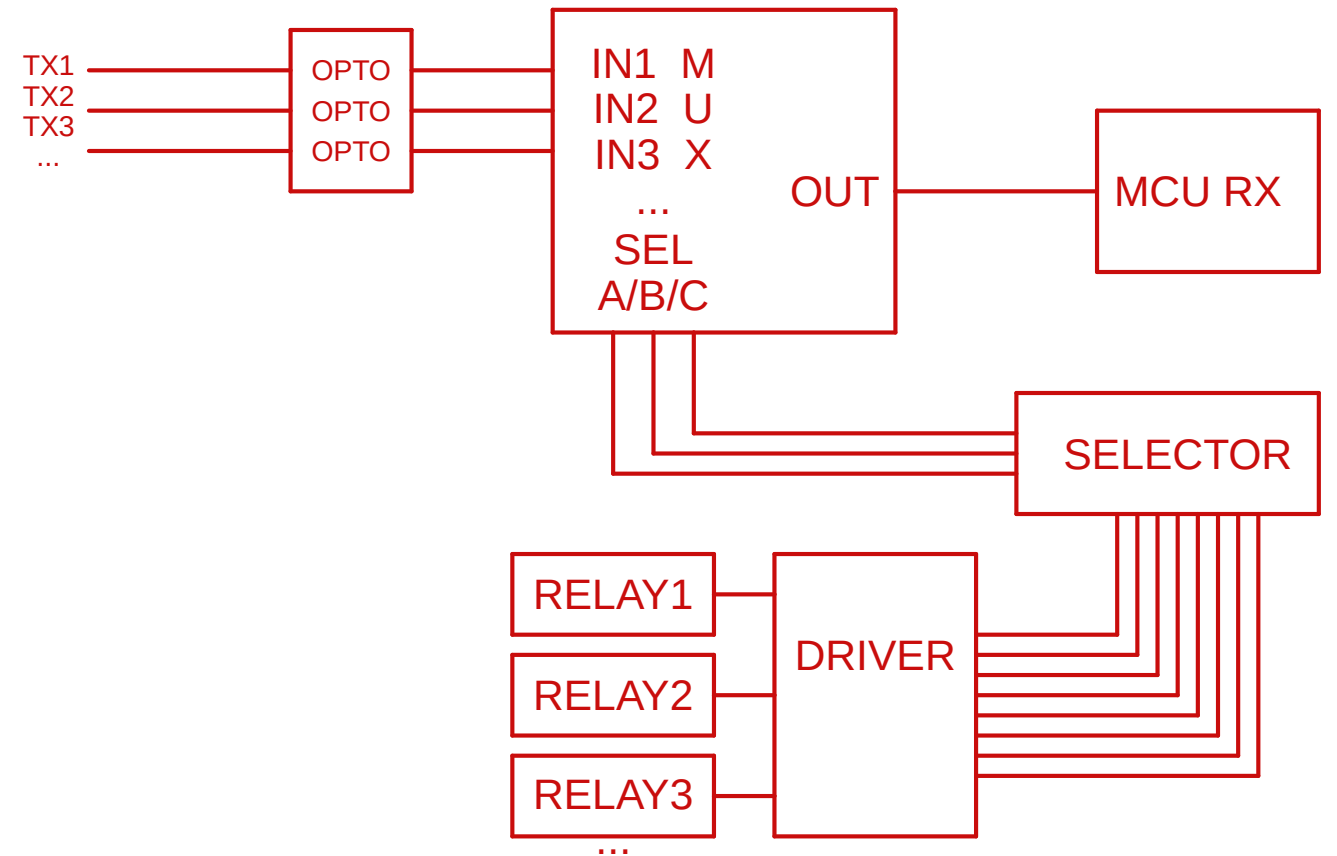 TX1
TX2
TX3
...
OPTO
OPTO
OPTO
IN1 M
IN2 U
IN3 X
...
SEL
A/B/C
OUT
MCU RX
SELECTOR
RELAY1
RELAY2
RELAY3
...
DRIVER